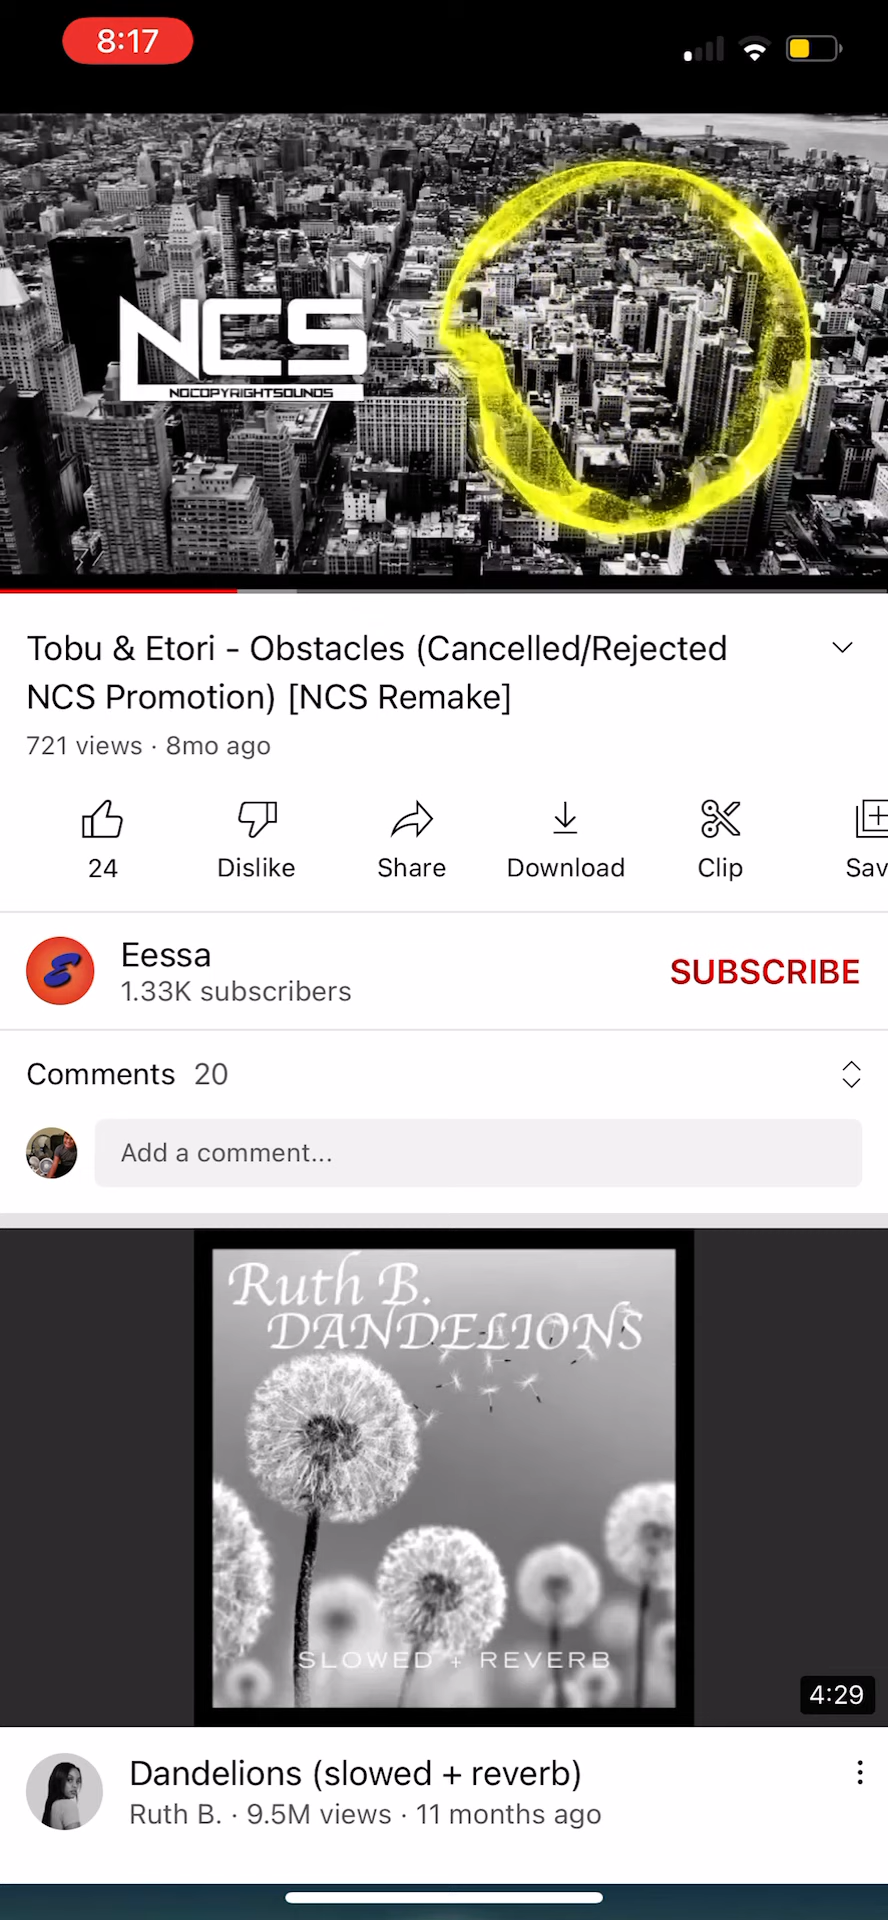 8:17
NCS
NOCOPYRIGHTSOUNDS
Tobu & Etori - Obstacles (Cancelled/Rejected
NCS Promotion) [NCS Remake]
721 views · 8mo ago
24
Dislike
Share
Download
Clip
Sav
Eessa
1.33K subscribers
SUBSCRIBE
Comments 20
Add a comment...
Ruth B.
DANDELIONS
SLOWED + REVERB
4:29
Dandelions (slowed + reverb)
Ruth B. · 9.5M views · 11 months ago